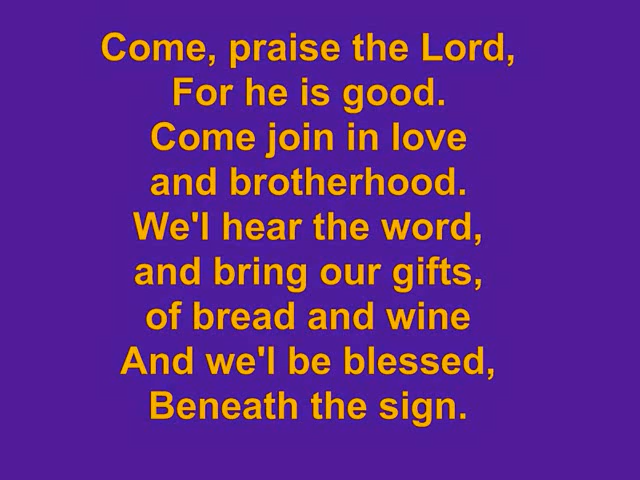 Come, praise the Lord,
For he is good.
Come join in love
and brotherhood.
We'l hear the word,
and bring our gifts,
of bread and wine
And we'l be blessed,
Beneath the sign.